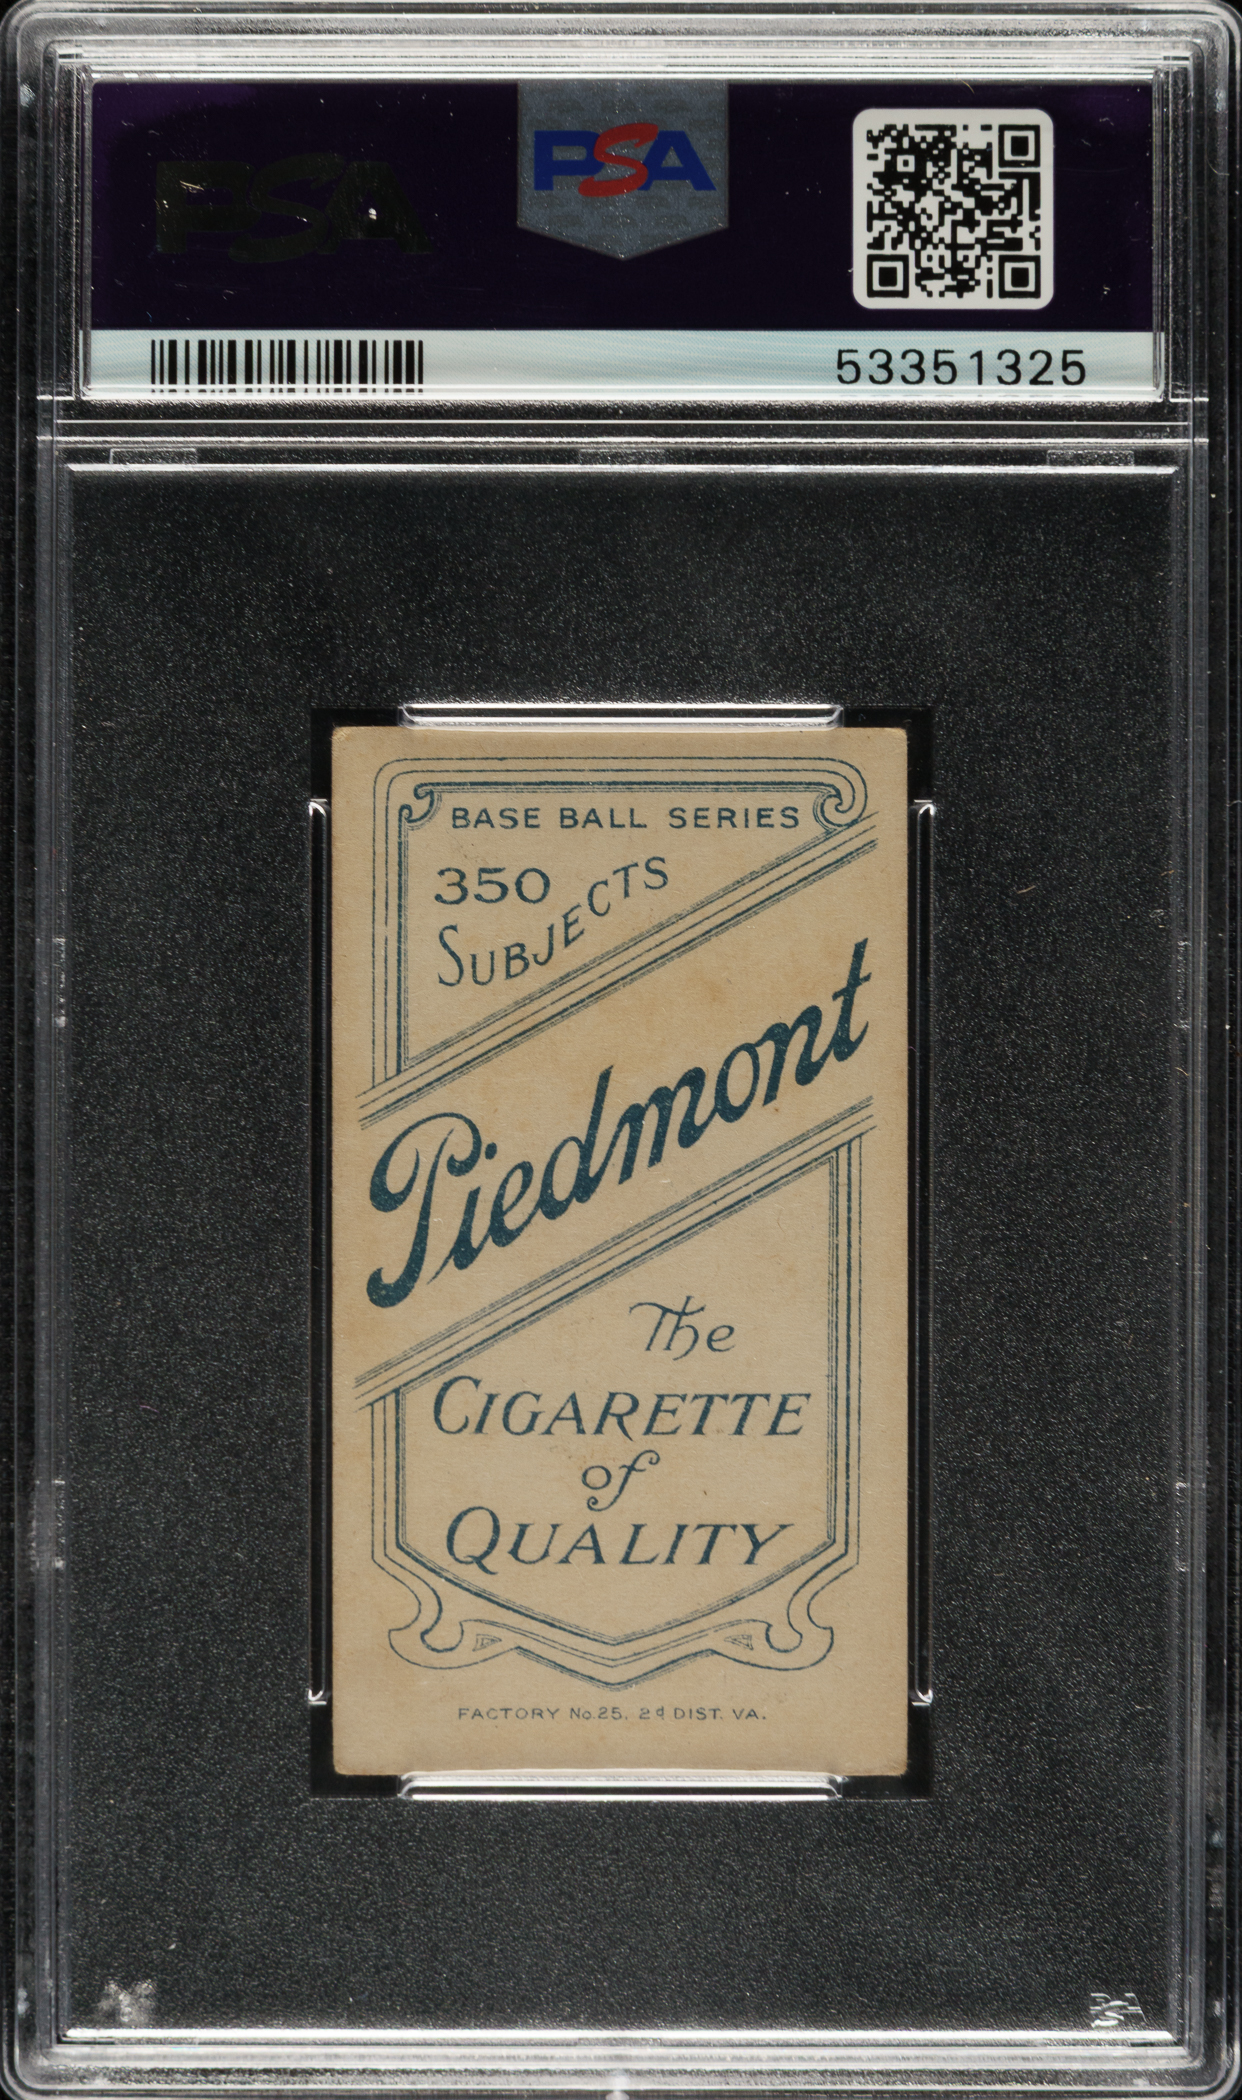 PSA
PSA
53351325
BASE BALL SERIES
350
SUBJECTS
Piedmont
The
CIGARETTE
of
QUALITY
FACTORY No. 25, 2d DIST. VA.
PSA